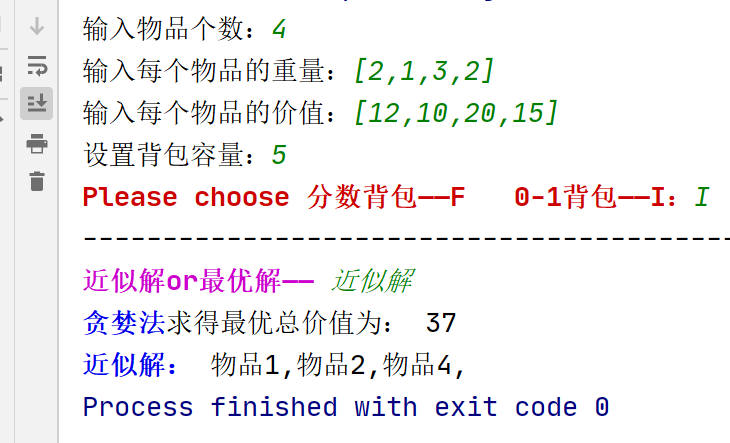 输入物品个数：4
输入每个物品的重量：[2,1,3,2]
输入每个物品的价值：[12,10,20,15]
设置背包容量：5
Please choose 分数背包——F   0-1背包——I：I
--------------------------------------------
近似解or最优解—— 近似解
贪婪法求得最优总价值为： 37
近似解： 物品1,物品2,物品4,
Process finished with exit code 0